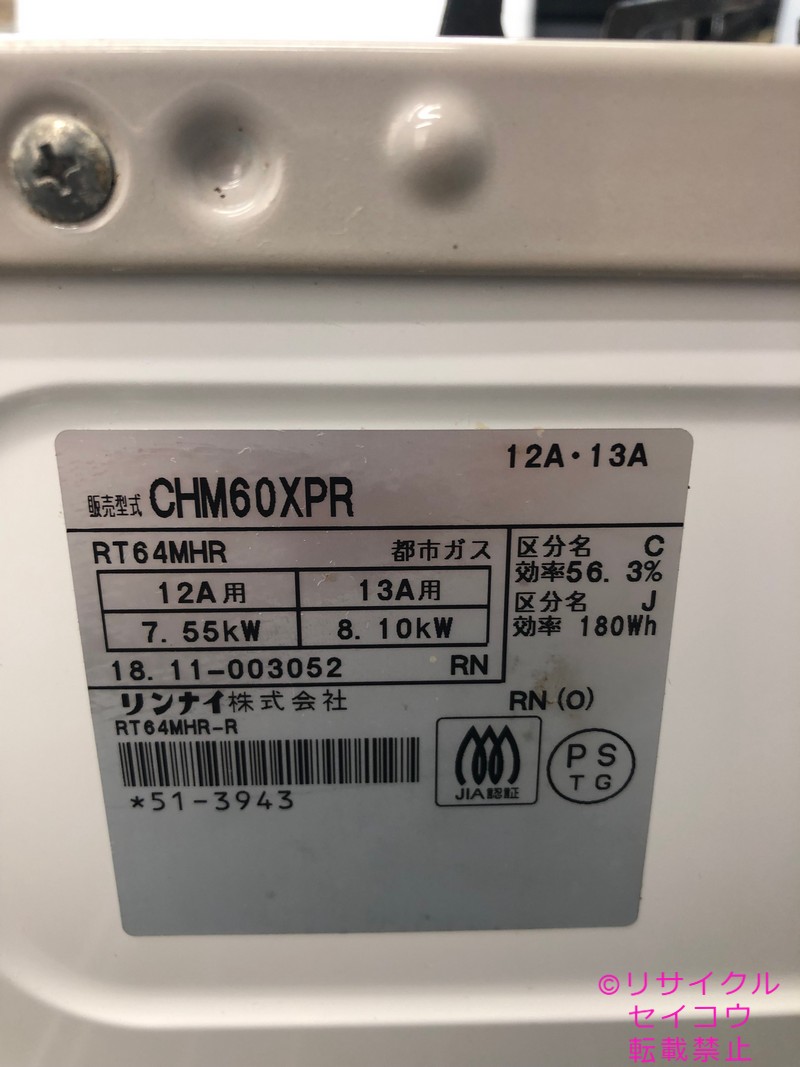 12A・13A
販売型式 CHM60XPR
RT64MHR 都市ガス
12A用 13A用
7.55kW 8.10kW
18.11-003052 RN
区分名 C
効率56.3%
区分名 J
効率 180Wh
リンナイ株式会社 RN(O)
RT64MHR-R
*51-3943
JIA認証
PS
TG
©リサイクル
セイコウ
転載禁止